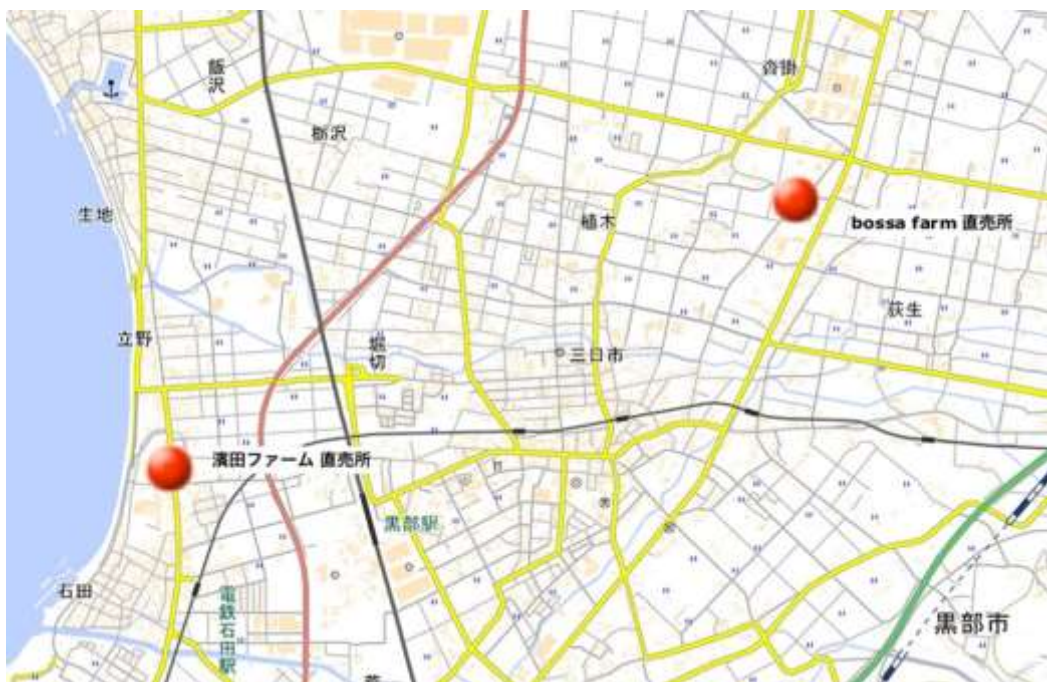 飯沢
沓掛
栃沢
生地
植木
bossa farm 直売所
荻生
立野
堀切
三日市
濱田ファーム 直売所
黒部駅
石田
電鉄石田駅
黒部市